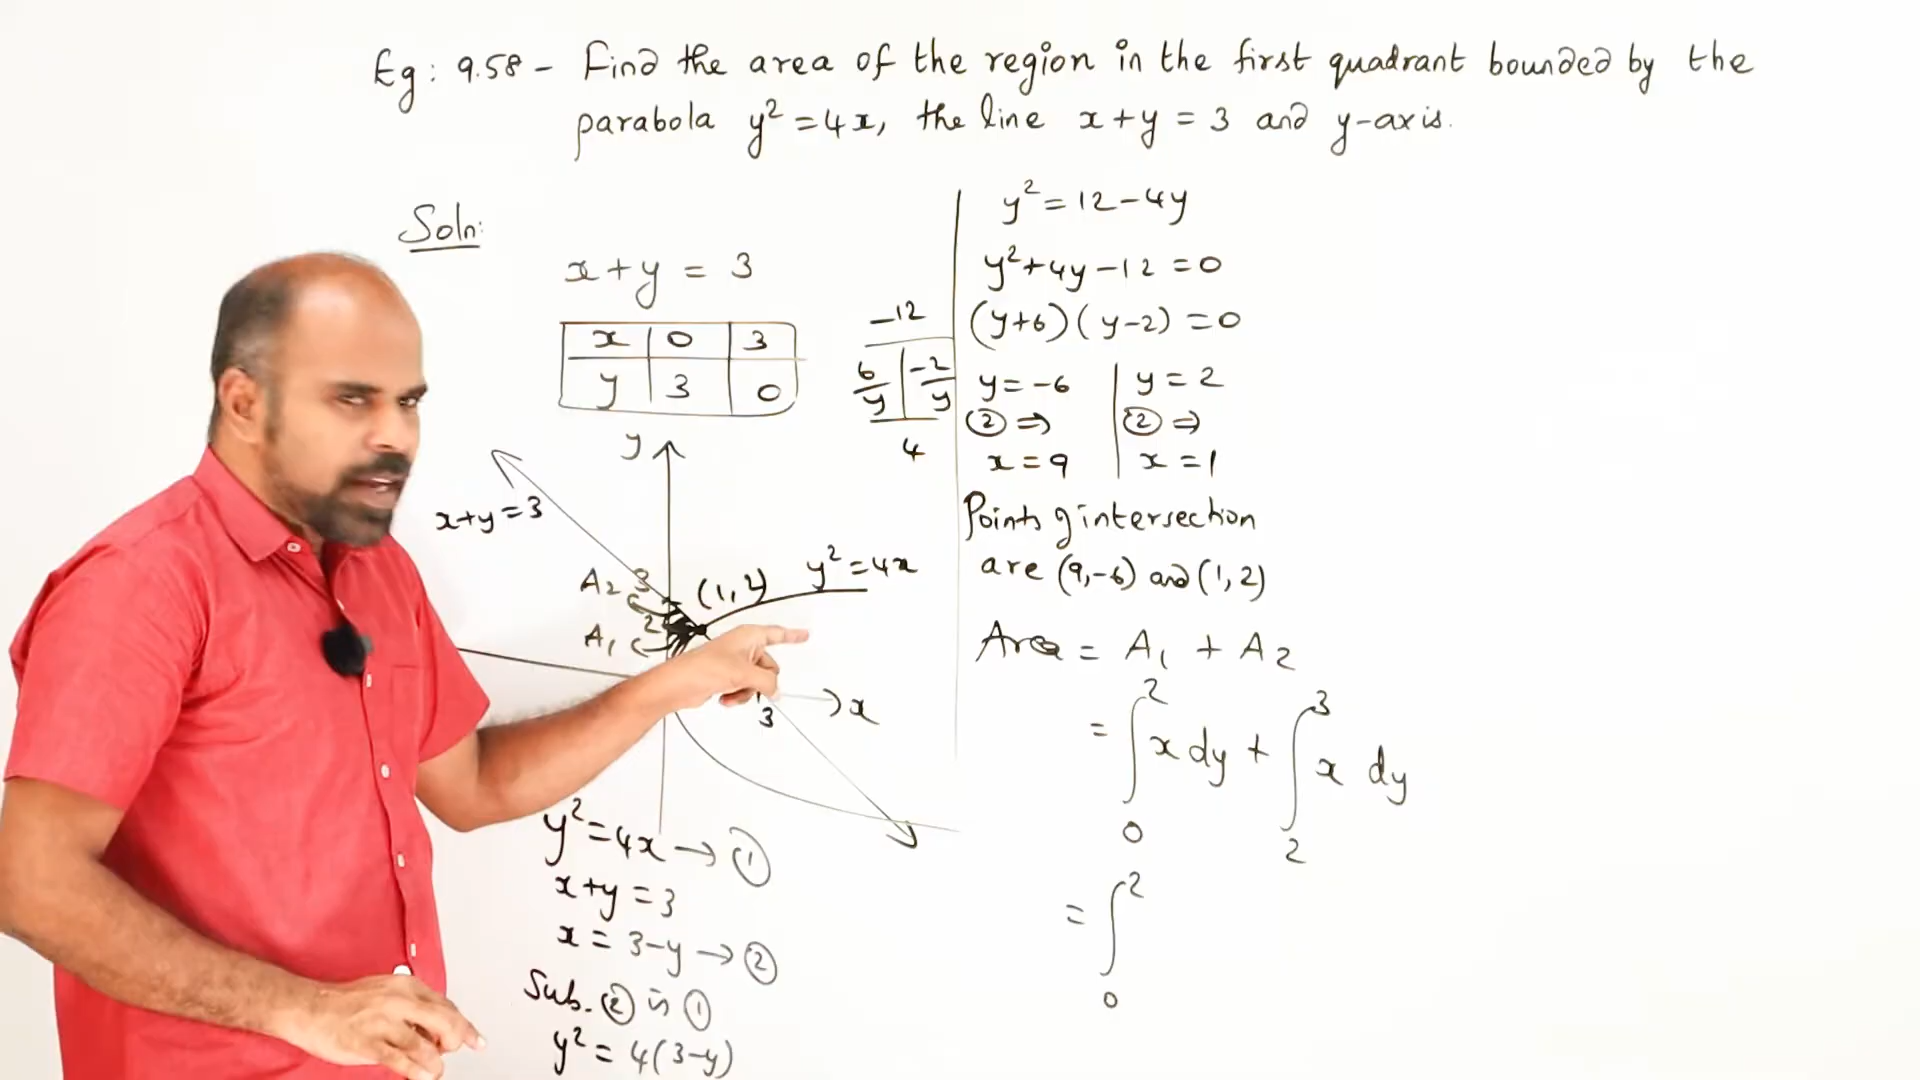 Eg: 9.58 - Find the area of the region in the first quadrant bounded by the
parabola y² = 4x, the line x+y = 3 and y-axis.
Soln:
x+y = 3
x | 0 | 3
y | 3 | 0
y
x+y=3
A2 3
(1, 2)
y²=4x
2
A1
3
x
y²=4x → ①
x+y = 3
x = 3-y → ②
Sub. ② in ①
y² = 4(3-y)
y² = 12-4y
y²+4y-12 = 0
-12
(y+6)(y-2) = 0
6/y | -2/y
4
y = -6 | y = 2
② ⇒ | ② ⇒
x = 9 | x = 1
Points of intersection
are (9,-6) and (1, 2)
Area = A1 + A2
= ∫₀² x dy + ∫₂³ x dy
= ∫₀²